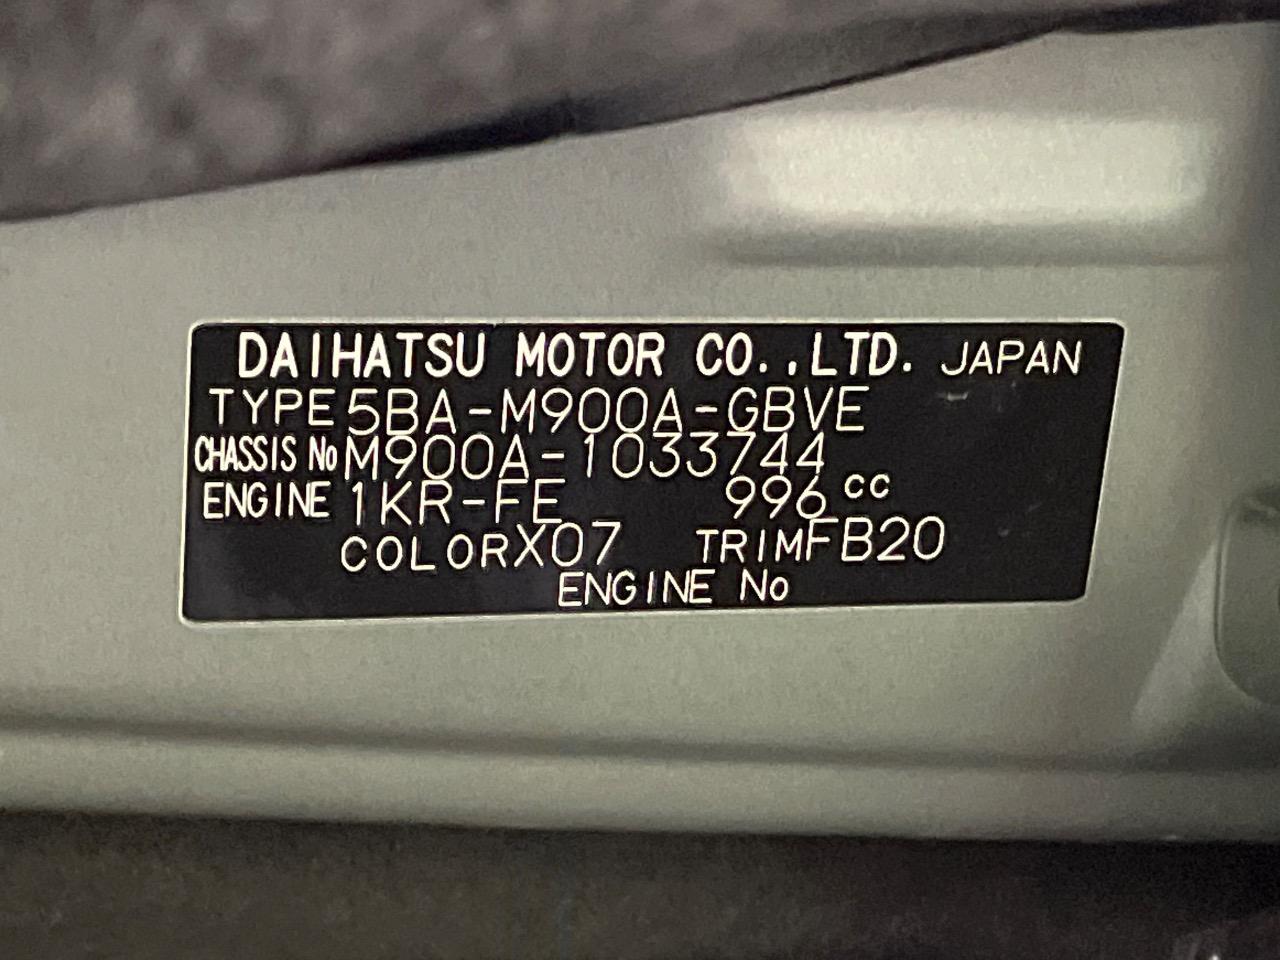 DAIHATSU MOTOR CO.,LTD. JAPAN
TYPE 5BA-M900A-GBVE
CHASSIS No M900A-1033744
ENGINE 1KR-FE 996 cc
COLOR X07 TRIM FB20
ENGINE No